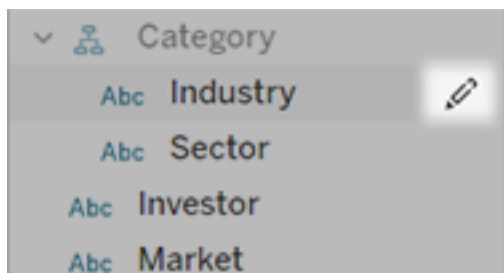 Category
Abc Industry
Abc Sector
Abc Investor
Abc Market